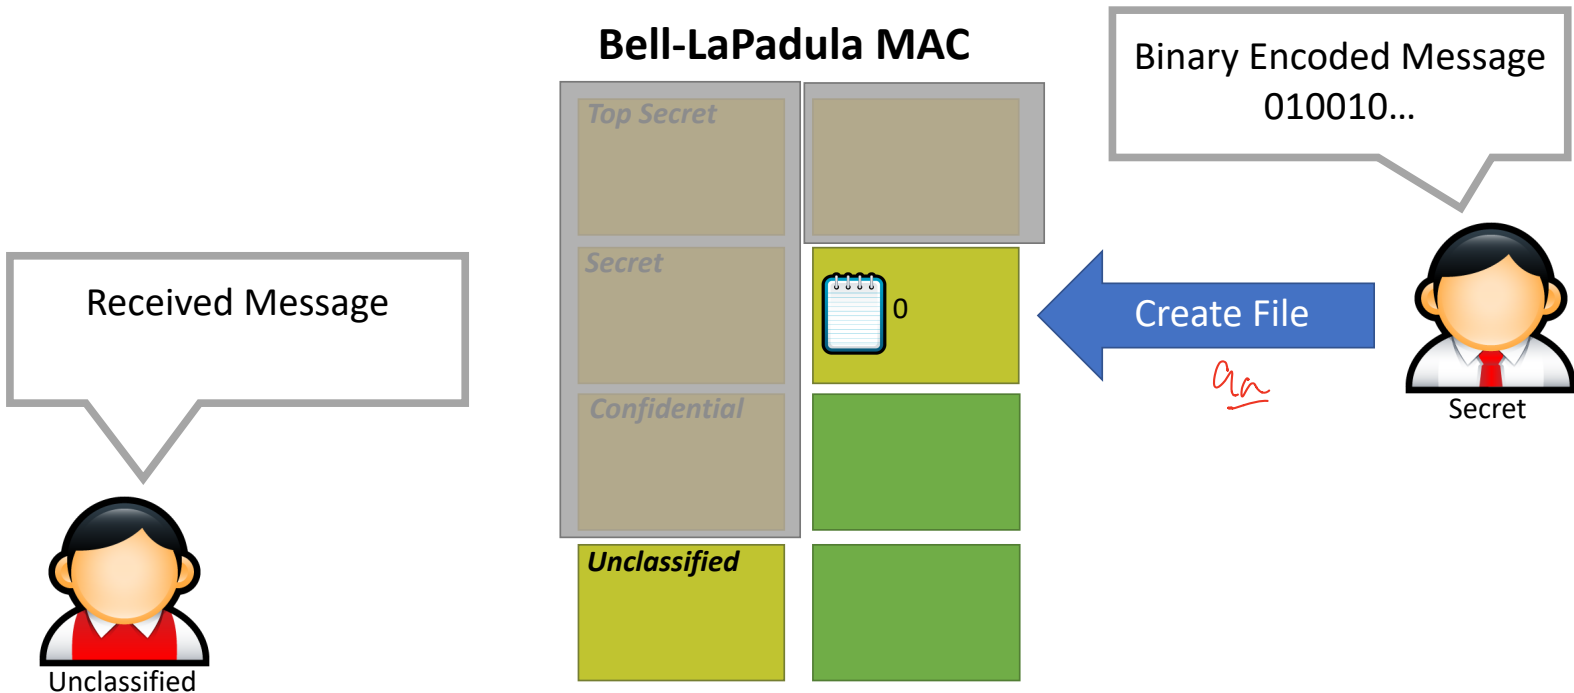 Bell-LaPadula MAC
Binary Encoded Message
010010...
Top Secret
Secret
0
Create File
Received Message
Secret
Confidential
Unclassified
Unclassified